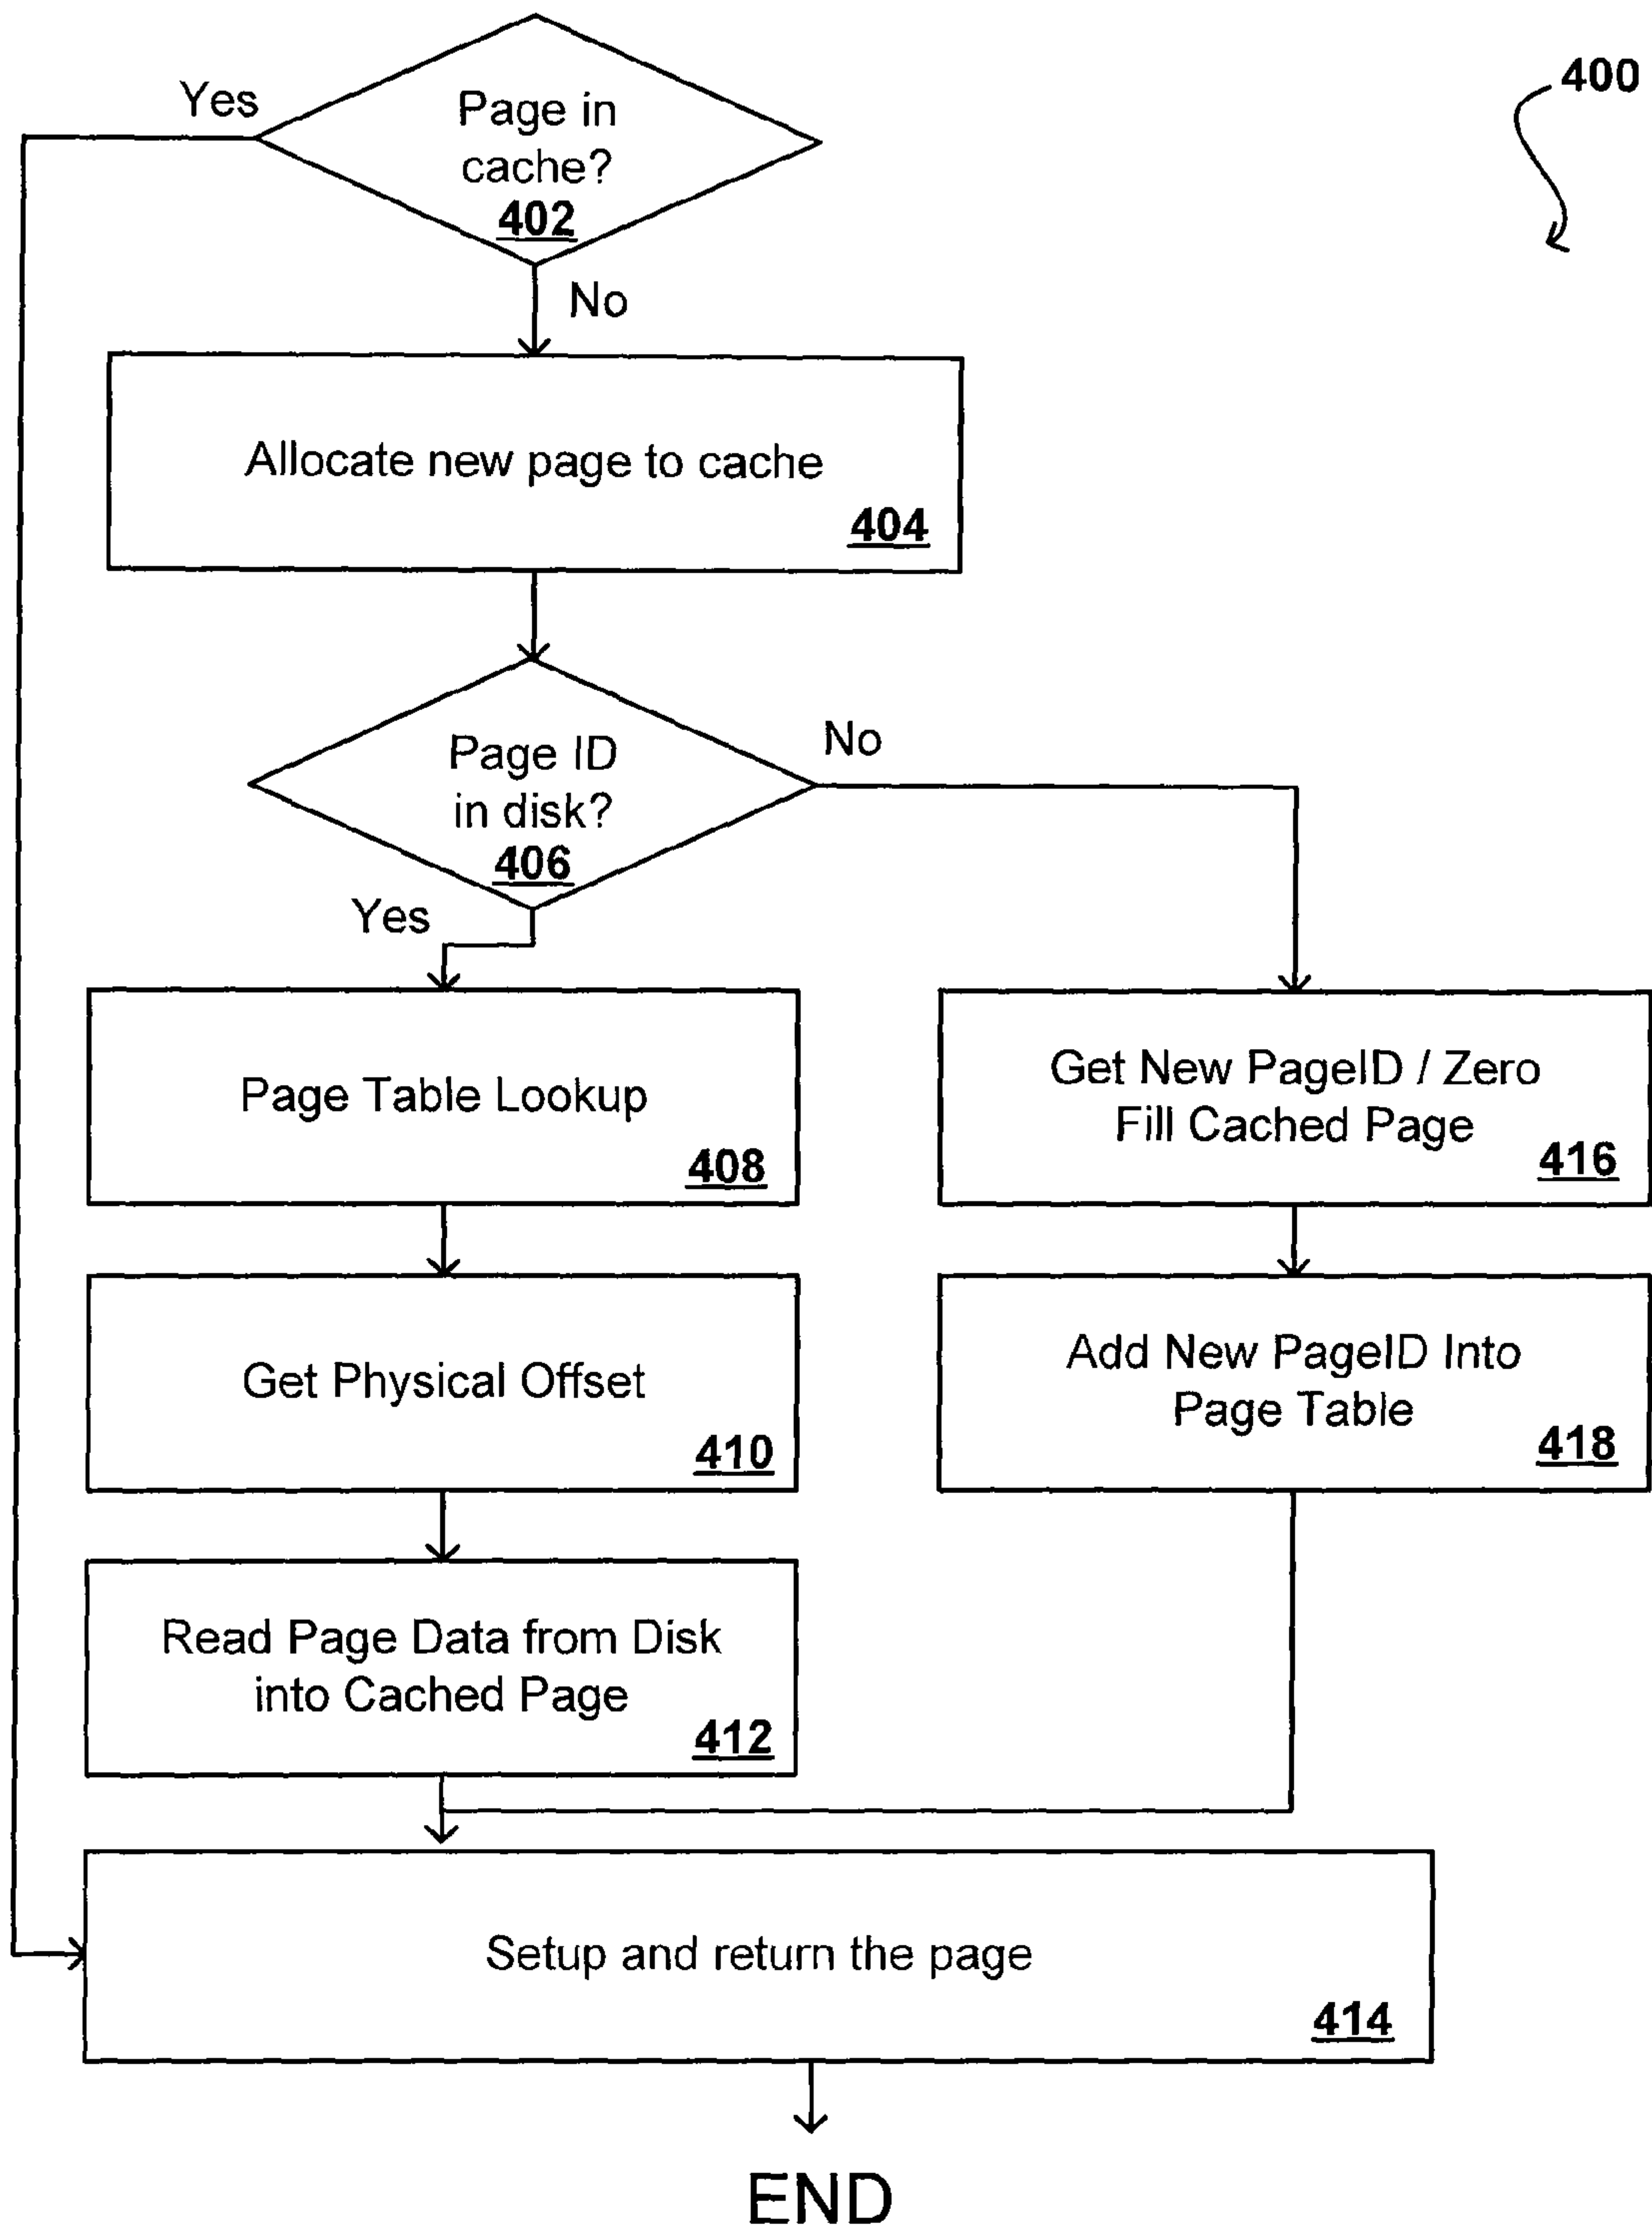 400
Yes
Page in
cache?
402
No
Allocate new page to cache
404
Page ID
in disk?
406
No
Yes
Page Table Lookup
408
Get New PageID / Zero
Fill Cached Page
416
Get Physical Offset
410
Add New PageID Into
Page Table
418
Read Page Data from Disk
into Cached Page
412
Setup and return the page
414
END